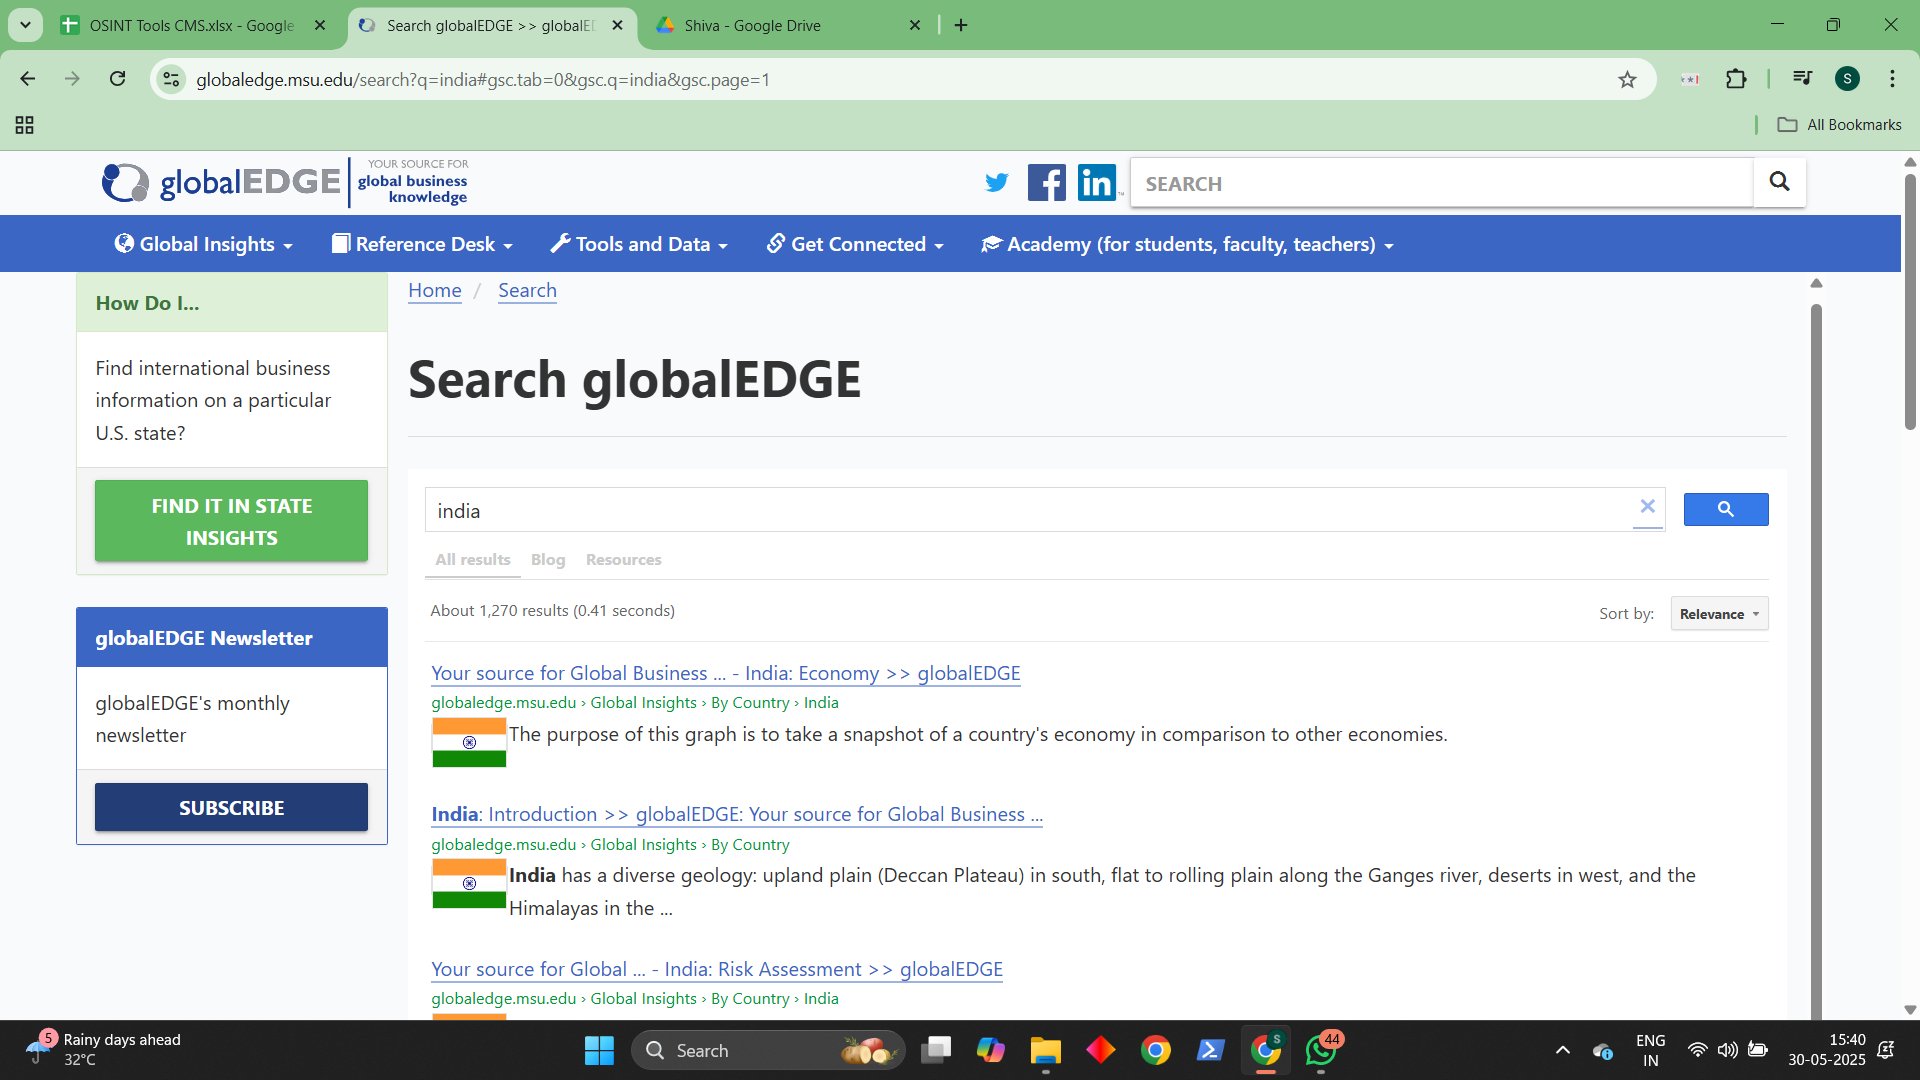 OSINT Tools CMS.xlsx - Google
Search globalEDGE >> globalED
Shiva - Google Drive
globaledge.msu.edu/search?q=india#gsc.tab=0&gsc.q=india&gsc.page=1
S
All Bookmarks
globalEDGE
YOUR SOURCE FOR
global business
knowledge
SEARCH
Global Insights
Reference Desk
Tools and Data
Get Connected
Academy (for students, faculty, teachers)
How Do I...
Find international business
information on a particular
U.S. state?
FIND IT IN STATE
INSIGHTS
globalEDGE Newsletter
globalEDGE's monthly
newsletter
SUBSCRIBE
Home / Search
Search globalEDGE
india
All results
Blog
Resources
About 1,270 results (0.41 seconds)
Sort by:
Relevance
Your source for Global Business ... - India: Economy >> globalEDGE
globaledge.msu.edu › Global Insights › By Country › India
The purpose of this graph is to take a snapshot of a country's economy in comparison to other economies.
India: Introduction >> globalEDGE: Your source for Global Business ...
globaledge.msu.edu › Global Insights › By Country
India has a diverse geology: upland plain (Deccan Plateau) in south, flat to rolling plain along the Ganges river, deserts in west, and the
Himalayas in the ...
Your source for Global ... - India: Risk Assessment >> globalEDGE
globaledge.msu.edu › Global Insights › By Country › India
5
Rainy days ahead
32°C
Search
S
44
ENG
IN
15:40
30-05-2025